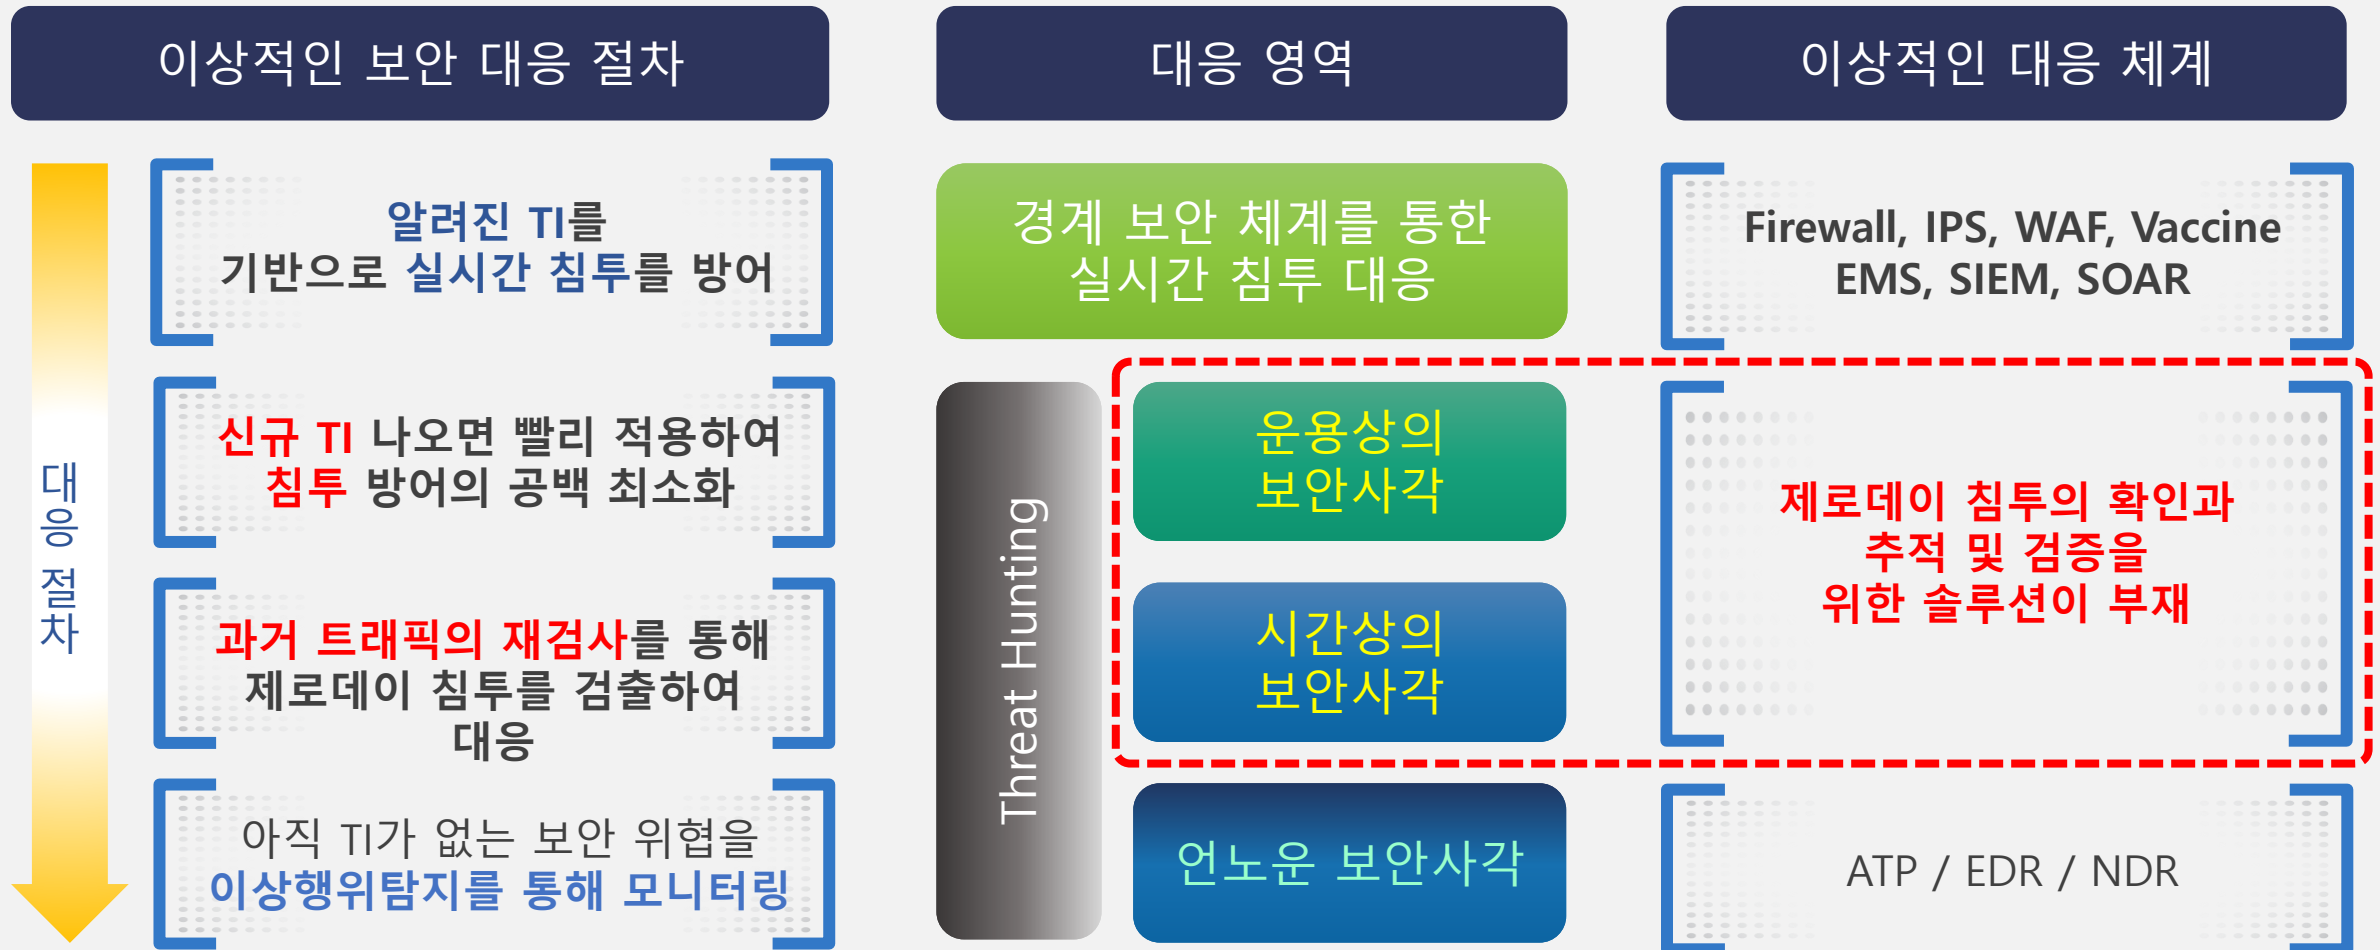 이상적인 보안 대응 절차
대응 영역
이상적인 대응 체계
대응 절차
알려진 TI를
기반으로 실시간 침투를 방어
경계 보안 체계를 통한
실시간 침투 대응
Firewall, IPS, WAF, Vaccine
EMS, SIEM, SOAR
신규 TI 나오면 빨리 적용하여
침투 방어의 공백 최소화
Threat Hunting
운용상의
보안사각
제로데이 침투의 확인과
추적 및 검증을
위한 솔루션이 부재
과거 트래픽의 재검사를 통해
제로데이 침투를 검출하여
대응
시간상의
보안사각
아직 TI가 없는 보안 위협을
이상행위탐지를 통해 모니터링
언노운 보안사각
ATP / EDR / NDR